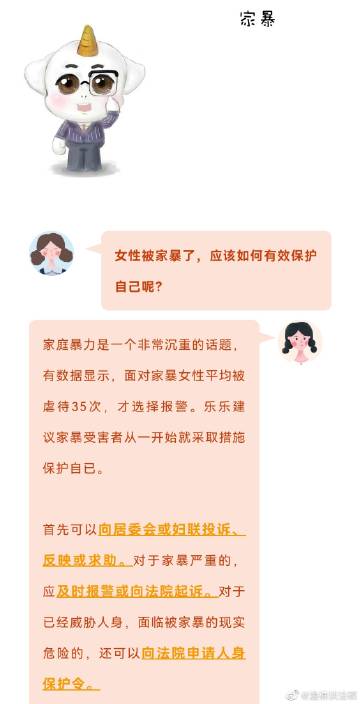 家暴
女性被家暴了，应该如何有效保护
自己呢？
家庭暴力是一个非常沉重的话题，
有数据显示，面对家暴女性平均被
虐待35次，才选择报警。乐乐建
议家暴受害者从一开始就采取措施
保护自已。
首先可以向居委会或妇联投诉、
反映或求助。对于家暴严重的，
应及时报警或向法院起诉。对于
已经威胁人身，面临被家暴的现实
危险的，还可以向法院申请人身
保护令。